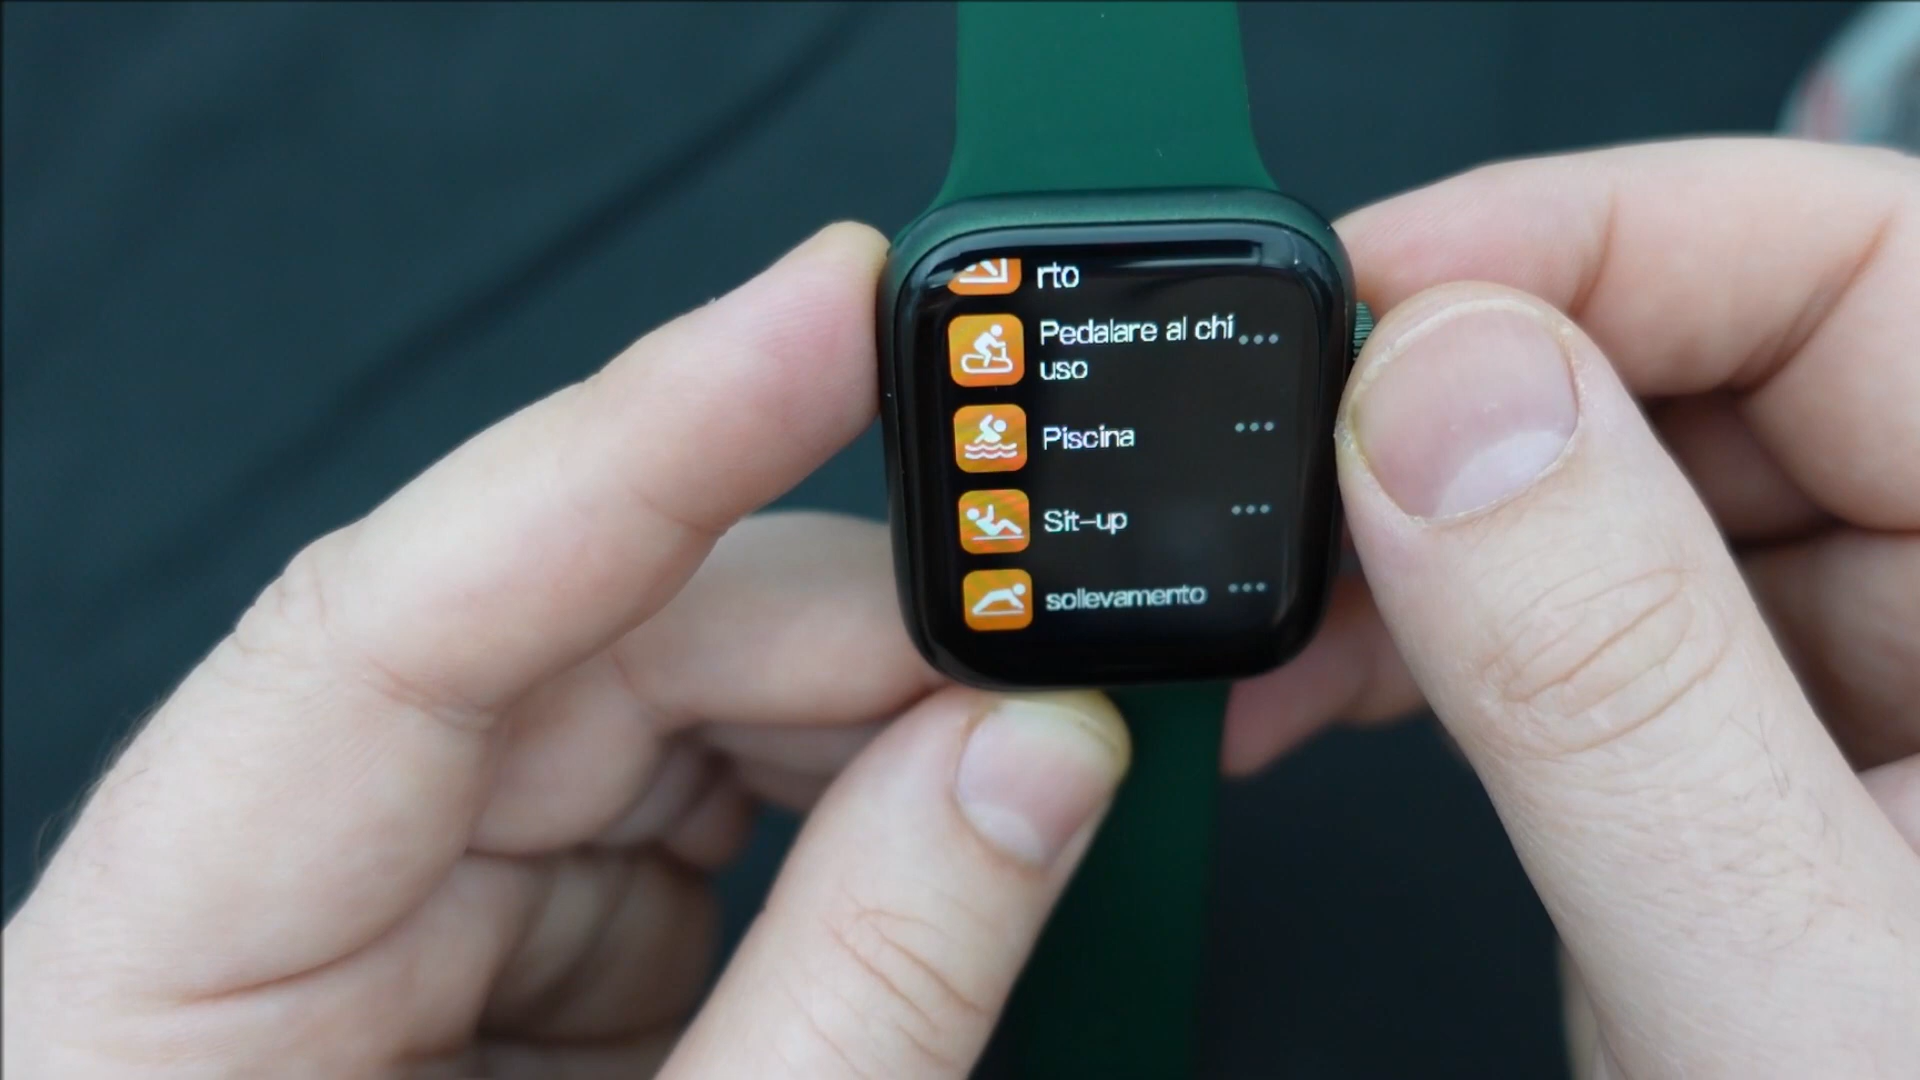 rto
Pedalare al chi
uso
Piscina
Sit-up
sollevamento